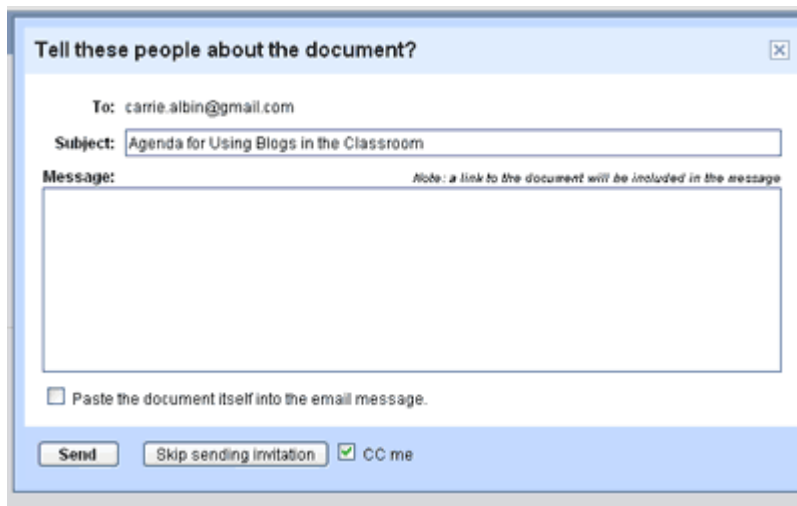 Tell these people about the document?
To: carrie.albin@gmail.com
Subject: Agenda for Using Blogs in the Classroom
Message: Note: a link to the document will be included in the message
Paste the document itself into the email message.
Send Skip sending invitation CC me